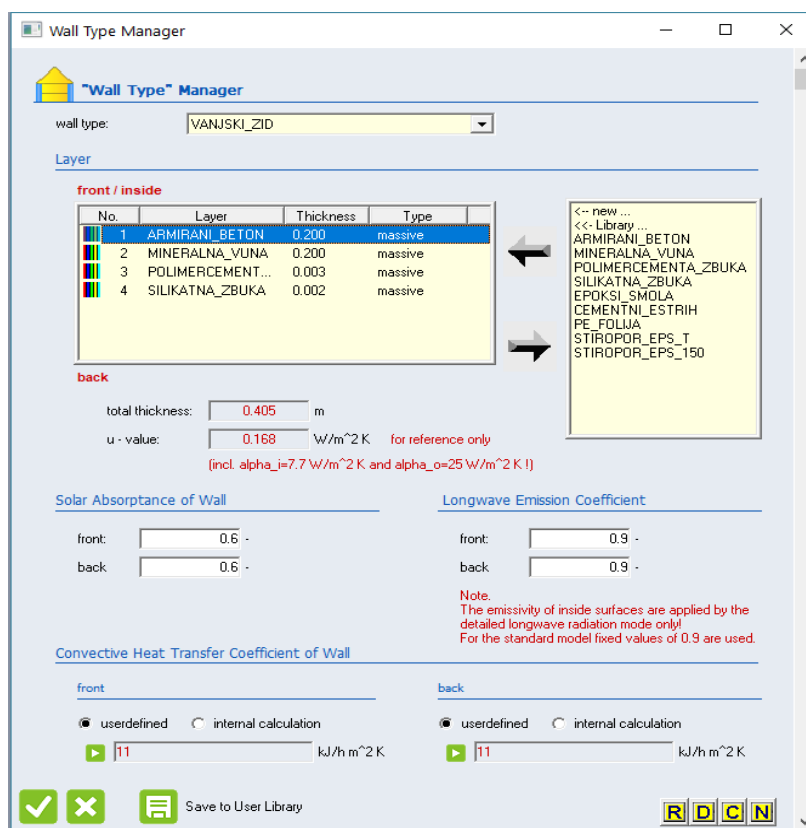 Wall Type Manager
"Wall Type" Manager
wall type: VANJSKI_ZID
Layer
front / inside
No. Layer Thickness Type
1 ARMIRANI_BETON 0.200 massive
2 MINERALNA_VUNA 0.200 massive
3 POLIMERCEMENT... 0.003 massive
4 SILIKATNA_ZBUKA 0.002 massive
back
<-- new ...
<<- Library ...
ARMIRANI_BETON
MINERALNA_VUNA
POLIMERCEMENTA_ZBUKA
SILIKATNA_ZBUKA
EPOKSI_SMOLA
CEMENTNI_ESTRIH
PE_FOLIJA
STIROPOR_EPS_T
STIROPOR_EPS_150
total thickness: 0.405 m
u - value: 0.168 W/m^2 K for reference only
(incl. alpha_i=7.7 W/m^2 K and alpha_o=25 W/m^2 K !)
Solar Absorptance of Wall
front: 0.6 -
back 0.6 -
Longwave Emission Coefficient
front: 0.9 -
back 0.9 -
Note.
The emissivity of inside surfaces are applied by the
detailed longwave radiation mode only!
For the standard model fixed values of 0.9 are used.
Convective Heat Transfer Coefficient of Wall
front
userdefined internal calculation
11 kJ/h m^2 K
back
userdefined internal calculation
11 kJ/h m^2 K
Save to User Library
R D C N